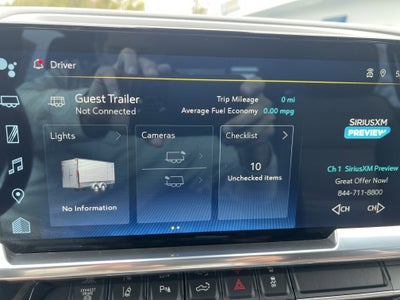 Driver
Guest Trailer
Not Connected
Trip Mileage 0 mi
Average Fuel Economy 0.00 mpg
Lights
Cameras
Checklist
No Information
10
Unchecked items
SiriusXM
PREVIEW
Ch 1 SiriusXM Preview
Great Offer Now!
844-711-8800
CH
CH